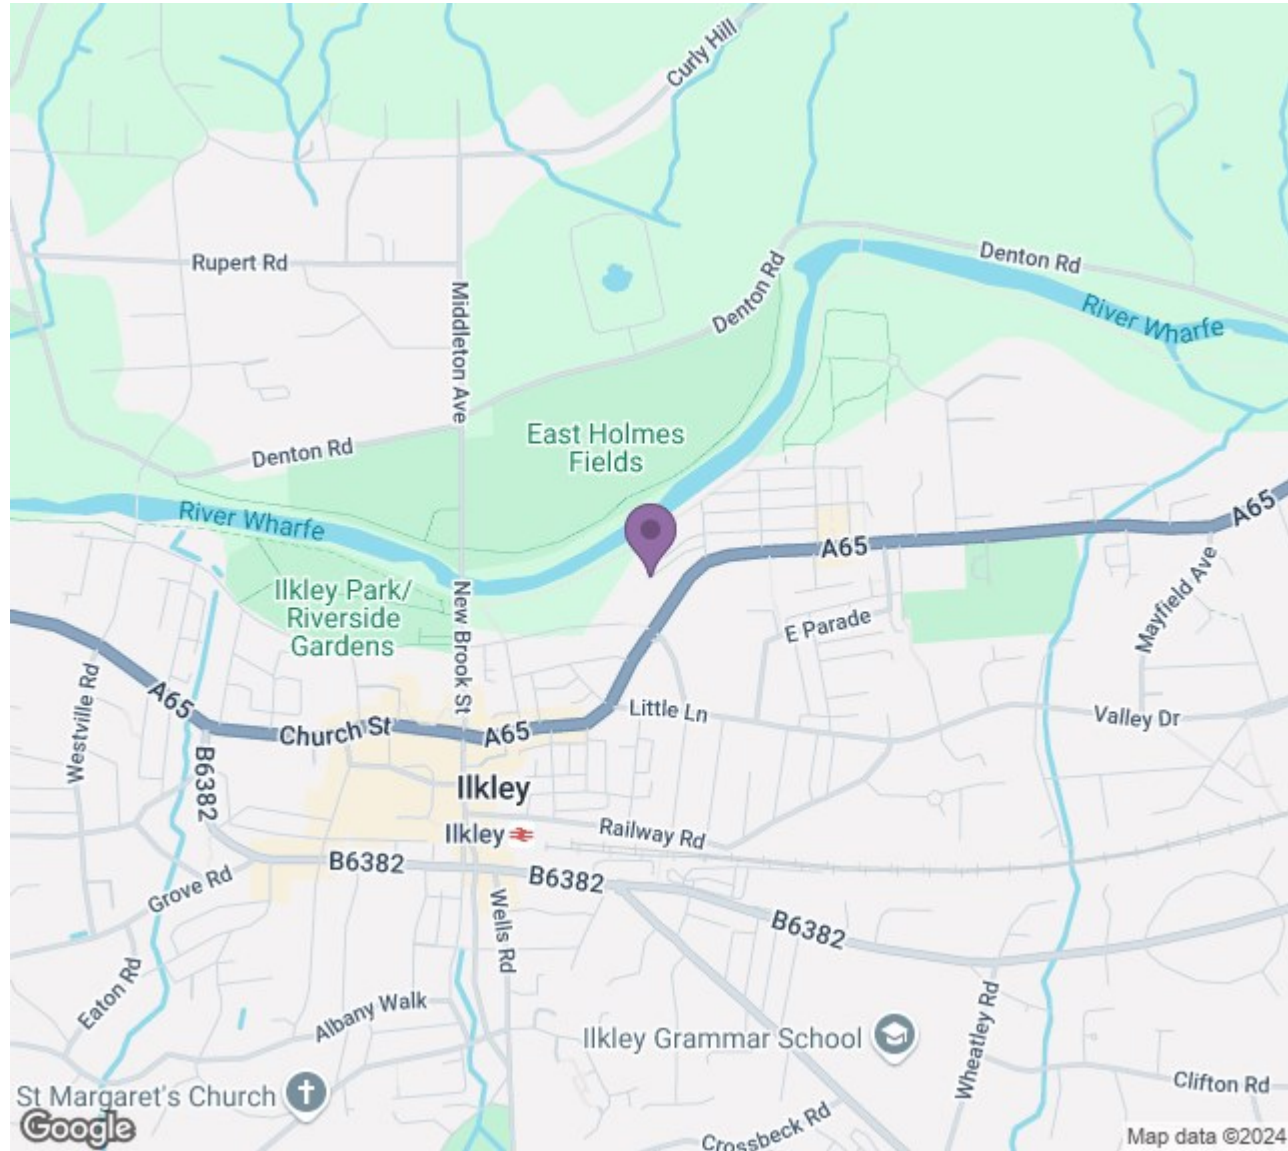 Curly Hill
Rupert Rd
Denton Rd
Denton Rd
River Wharfe
Middleton Ave
East Holmes
Fields
Denton Rd
River Wharfe
A65
A65
Ilkley Park/
Riverside
Gardens
New Brook St
E Parade
Mayfield Ave
Westville Rd
A65
Church St
A65
Little Ln
Valley Dr
B6382
Ilkley
Ilkley
Railway Rd
B6382
B6382
Grove Rd
Wells Rd
B6382
Eaton Rd
Albany Walk
Ilkley Grammar School
Wheatley Rd
St Margaret's Church
Clifton Rd
Crossbeck Rd
Google
Map data ©2024